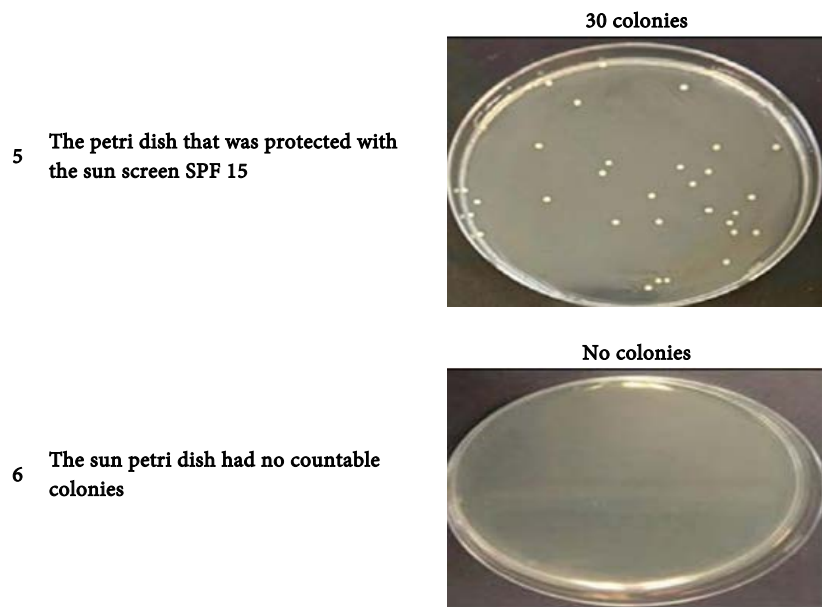 30 colonies
5 The petri dish that was protected with
the sun screen SPF 15
No colonies
6 The sun petri dish had no countable
colonies